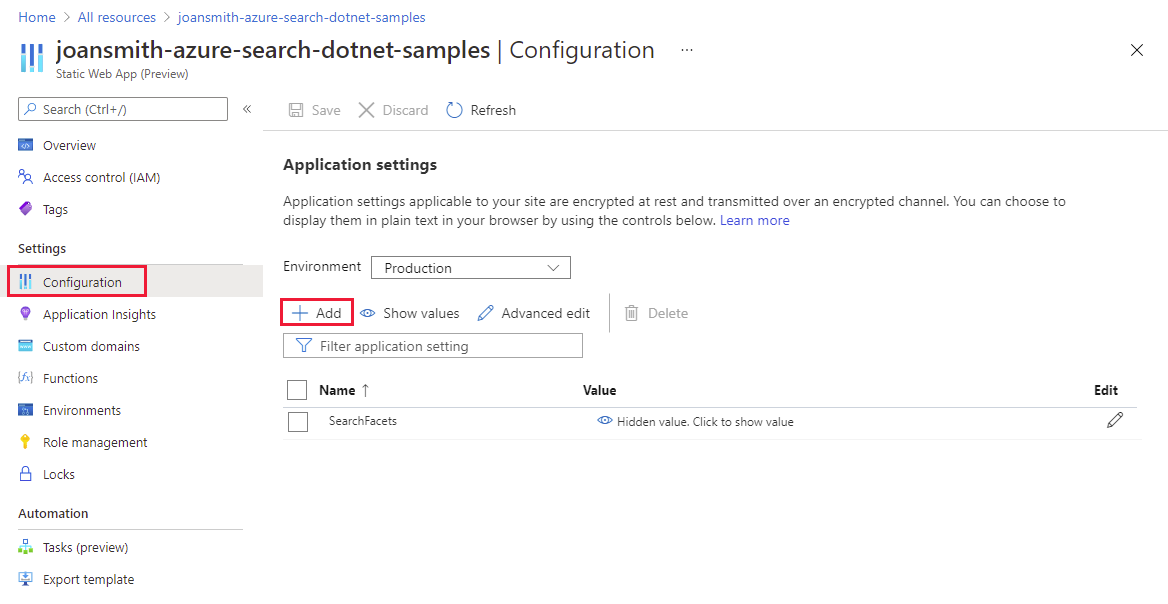 Home > All resources > joansmith-azure-search-dotnet-samples
joansmith-azure-search-dotnet-samples | Configuration ...
Static Web App (Preview)
Search (Ctrl+/)
«
Save Discard Refresh
Overview
Access control (IAM)
Tags
Settings
Configuration
Application Insights
Custom domains
Functions
Environments
Role management
Locks
Automation
Tasks (preview)
Export template
Application settings
Application settings applicable to your site are encrypted at rest and transmitted over an encrypted channel. You can choose to
display them in plain text in your browser by using the controls below. Learn more
Environment Production
Add Show values Advanced edit Delete
Filter application setting
Name ↑ Value Edit
SearchFacets Hidden value. Click to show value